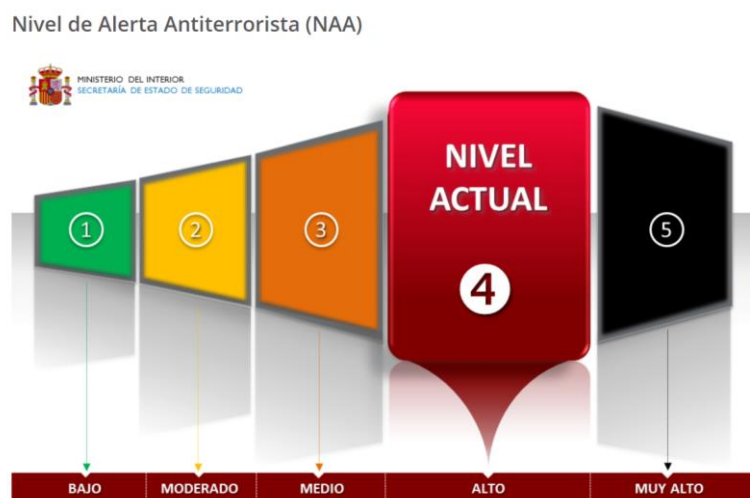 Nivel de Alerta Antiterrorista (NAA)
MINISTERIO DEL INTERIOR
SECRETARÍA DE ESTADO DE SEGURIDAD
NIVEL
ACTUAL
1
2
3
4
5
BAJO
MODERADO
MEDIO
ALTO
MUY ALTO